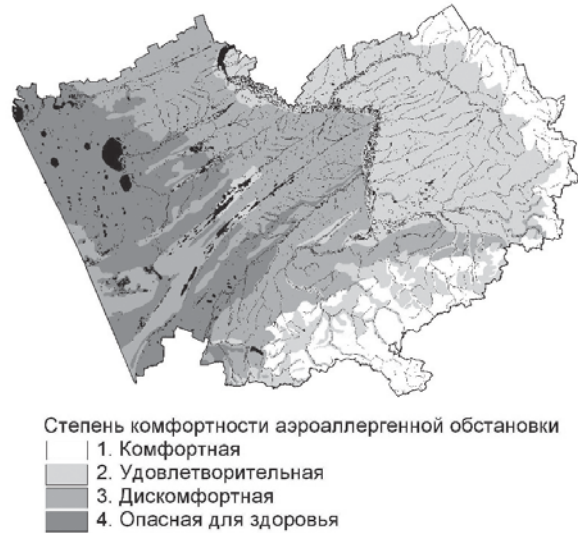 Степень комфортности аэроаллергенной обстановки
1. Комфортная
2. Удовлетворительная
3. Дискомфортная
4. Опасная для здоровья